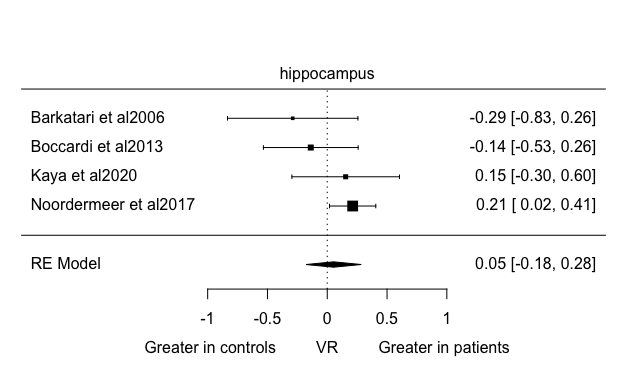 hippocampus
Barkatari et al2006 -0.29 [-0.83, 0.26]
Boccardi et al2013 -0.14 [-0.53, 0.26]
Kaya et al2020 0.15 [-0.30, 0.60]
Noordermeer et al2017 0.21 [ 0.02, 0.41]
RE Model 0.05 [-0.18, 0.28]
-1 -0.5 0 0.5 1
Greater in controls VR Greater in patients